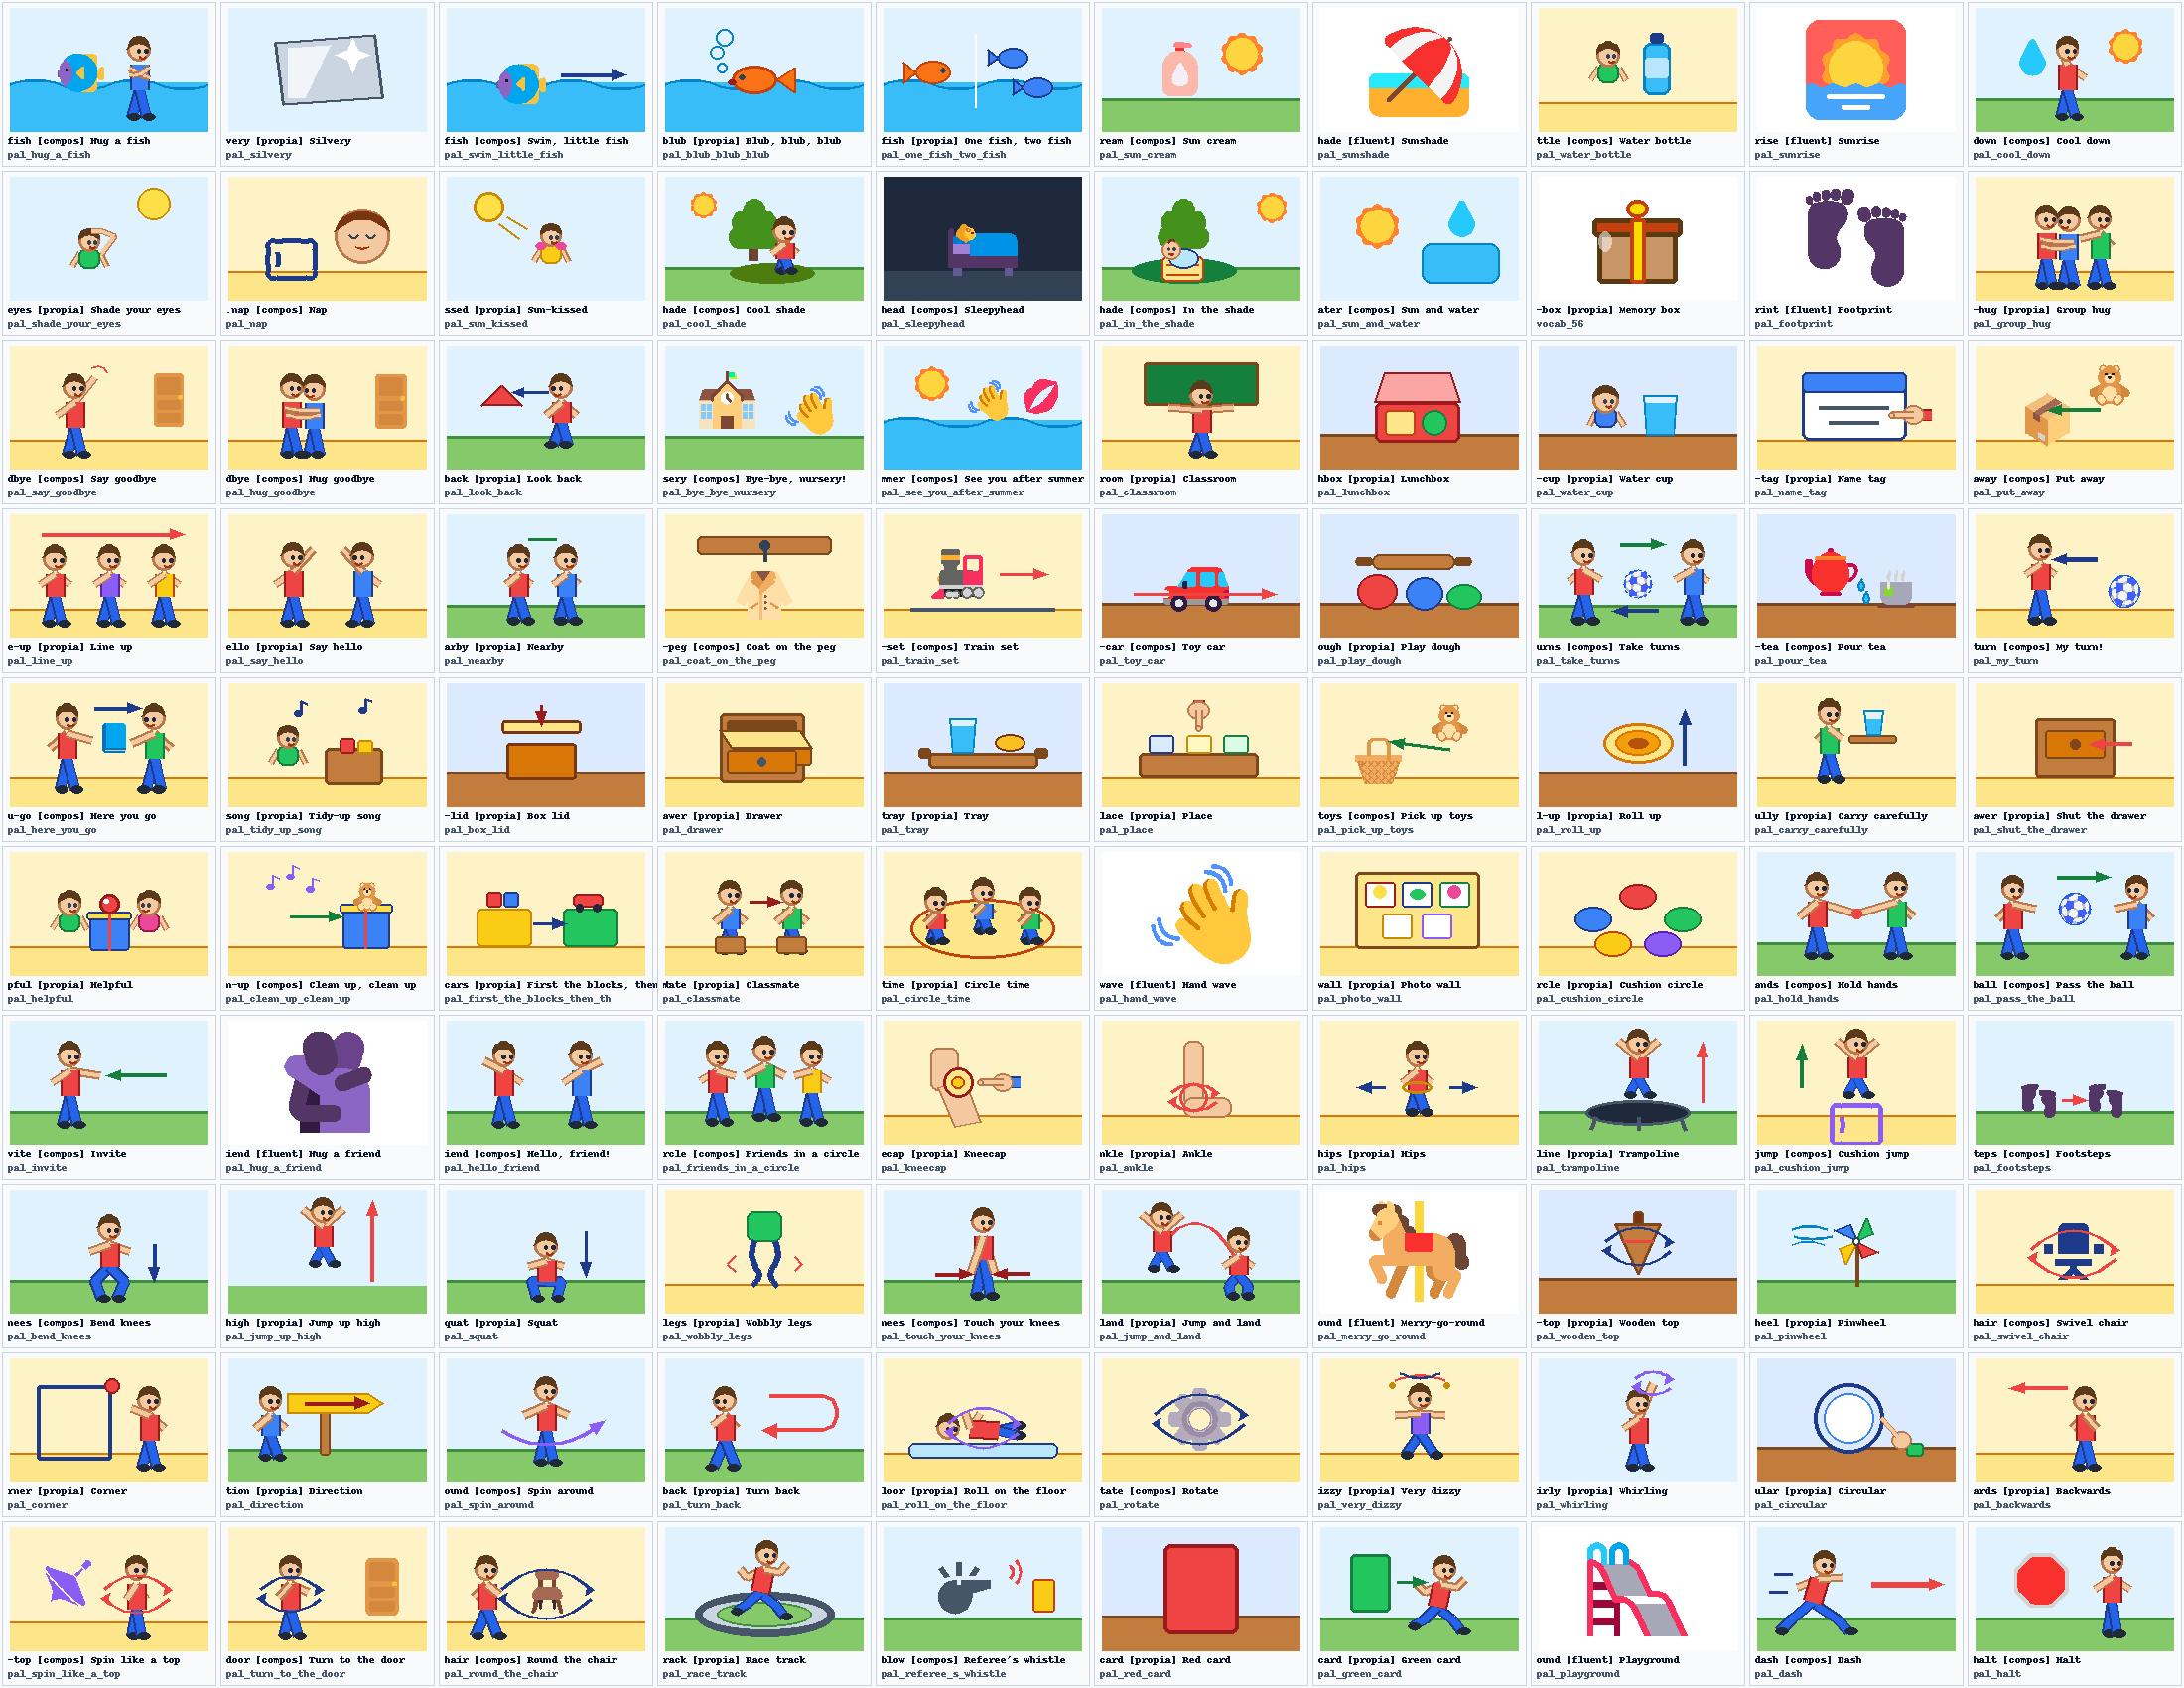 fish [compos] Hug a fish
pal_hug_a_fish
very [propia] Silvery
pal_silvery
fish [compos] Swim, little fish
pal_swim_little_fish
blub [propia] Blub, blub, blub
pal_blub_blub_blub
fish [propia] One fish, two fish
pal_one_fish_two_fish
ream [compos] Sun cream
pal_sun_cream
hade [fluent] Sunshade
pal_sunshade
ttle [compos] Water bottle
pal_water_bottle
rise [fluent] Sunrise
pal_sunrise
down [compos] Cool down
pal_cool_down
eyes [propia] Shade your eyes
pal_shade_your_eyes
.nap [compos] Nap
pal_nap
ssed [propia] Sun-kissed
pal_sun_kissed
hade [compos] Cool shade
pal_cool_shade
head [compos] Sleepyhead
pal_sleepyhead
hade [compos] In the shade
pal_in_the_shade
ater [compos] Sun and water
pal_sun_and_water
-box [propia] Memory box
vocab_56
rint [fluent] Footprint
pal_footprint
-hug [propia] Group hug
pal_group_hug
dbye [compos] Say goodbye
pal_say_goodbye
dbye [compos] Hug goodbye
pal_hug_goodbye
back [propia] Look back
pal_look_back
sery [compos] Bye-bye, nursery!
pal_bye_bye_nursery
mmer [compos] See you after summer
pal_see_you_after_summer
room [propia] Classroom
pal_classroom
hbox [propia] Lunchbox
pal_lunchbox
-cup [propia] Water cup
pal_water_cup
-tag [propia] Name tag
pal_name_tag
away [compos] Put away
pal_put_away
e-up [propia] Line up
pal_line_up
ello [propia] Say hello
pal_say_hello
arby [propia] Nearby
pal_nearby
-peg [compos] Coat on the peg
pal_coat_on_the_peg
-set [compos] Train set
pal_train_set
-car [compos] Toy car
pal_toy_car
ough [propia] Play dough
pal_play_dough
urns [compos] Take turns
pal_take_turns
-tea [compos] Pour tea
pal_pour_tea
turn [compos] My turn!
pal_my_turn
u-go [compos] Here you go
pal_here_you_go
song [propia] Tidy-up song
pal_tidy_up_song
-lid [propia] Box lid
pal_box_lid
awer [propia] Drawer
pal_drawer
tray [propia] Tray
pal_tray
lace [propia] Place
pal_place
toys [compos] Pick up toys
pal_pick_up_toys
l-up [propia] Roll up
pal_roll_up
ully [propia] Carry carefully
pal_carry_carefully
awer [propia] Shut the drawer
pal_shut_the_drawer
pful [propia] Helpful
pal_helpful
n-up [compos] Clean up, clean up
pal_clean_up_clean_up
cars [propia] First the blocks, then
pal_first_the_blocks_then_th
mate [compos] Classmate
pal_classmate
time [propia] Circle time
pal_circle_time
wave [fluent] Hand wave
pal_hand_wave
wall [propia] Photo wall
pal_photo_wall
rcle [propia] Cushion circle
pal_cushion_circle
ands [compos] Hold hands
pal_hold_hands
ball [compos] Pass the ball
pal_pass_the_ball
vite [compos] Invite
pal_invite
iend [fluent] Hug a friend
pal_hug_a_friend
iend [compos] Hello, friend!
pal_hello_friend
rcle [compos] Friends in a circle
pal_friends_in_a_circle
ecap [propia] Kneecap
pal_kneecap
nkle [propia] Ankle
pal_ankle
hips [propia] Hips
pal_hips
line [propia] Trampoline
pal_trampoline
jump [compos] Cushion jump
pal_cushion_jump
teps [compos] Footsteps
pal_footsteps
nees [compos] Bend knees
pal_bend_knees
high [propia] Jump up high
pal_jump_up_high
quat [propia] Squat
pal_squat
legs [propia] Wobbly legs
pal_wobbly_legs
nees [compos] Touch your knees
pal_touch_your_knees
land [propia] Jump and land
pal_jump_and_land
ound [fluent] Merry-go-round
pal_merry_go_round
-top [propia] Wooden top
pal_wooden_top
heel [propia] Pinwheel
pal_pinwheel
hair [compos] Swivel chair
pal_swivel_chair
rner [propia] Corner
pal_corner
tion [propia] Direction
pal_direction
ound [compos] Spin around
pal_spin_around
back [propia] Turn back
pal_turn_back
loor [propia] Roll on the floor
pal_roll_on_the_floor
tate [compos] Rotate
pal_rotate
izzy [propia] Very dizzy
pal_very_dizzy
irly [propia] Whirling
pal_whirling
ular [propia] Circular
pal_circular
ards [propia] Backwards
pal_backwards
-top [compos] Spin like a top
pal_spin_like_a_top
door [compos] Turn to the door
pal_turn_to_the_door
hair [compos] Round the chair
pal_round_the_chair
rack [propia] Race track
pal_race_track
blow [compos] Referee's whistle
pal_referee_s_whistle
card [propia] Red card
pal_red_card
card [propia] Green card
pal_green_card
ound [fluent] Playground
pal_playground
dash [compos] Dash
pal_dash
halt [compos] Halt
pal_halt